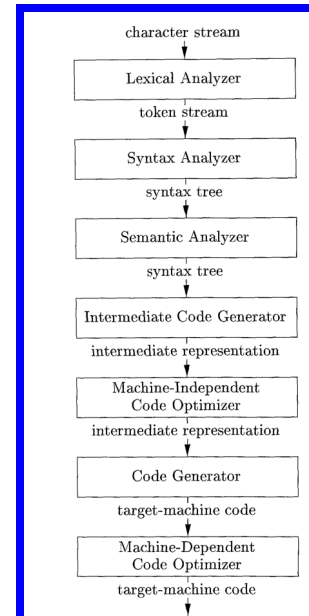 character stream
Lexical Analyzer
token stream
Syntax Analyzer
syntax tree
Semantic Analyzer
syntax tree
Intermediate Code Generator
intermediate representation
Machine-Independent
Code Optimizer
intermediate representation
Code Generator
target-machine code
Machine-Dependent
Code Optimizer
target-machine code